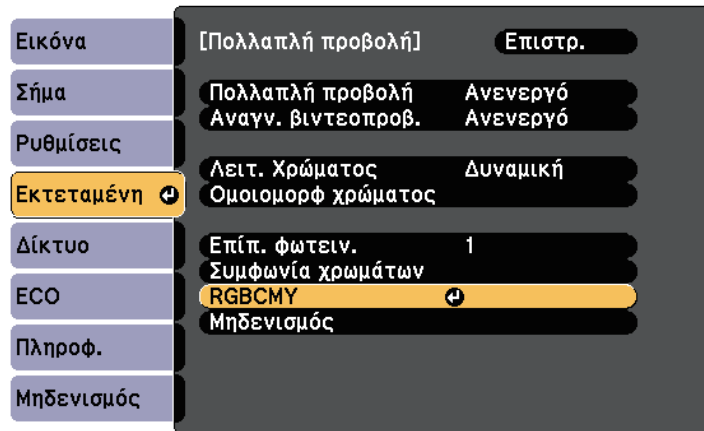 Εικόνα
Σήμα
Ρυθμίσεις
Εκτεταμένη
Δίκτυο
ECO
Πληροφ.
Μηδενισμός
[Πολλαπλή προβολή] Επιστρ.
Πολλαπλή προβολή Ανενεργό
Αναγν. βιντεοπροβ. Ανενεργό
Λειτ. Χρώματος Δυναμική
Ομοιομορφ χρώματος
Επίπ. φωτειν. 1
Συμφωνία χρωμάτων
RGBCMY
Μηδενισμός